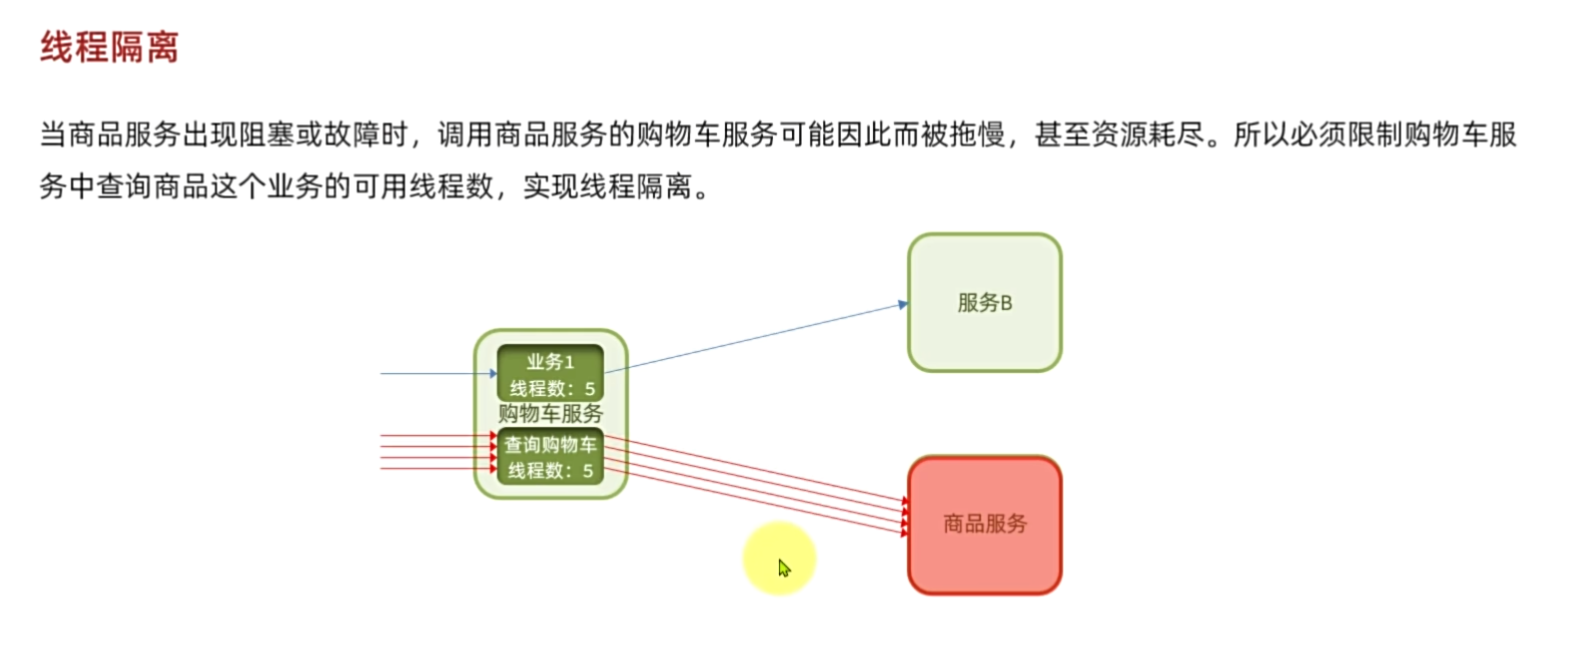 线程隔离
当商品服务出现阻塞或故障时，调用商品服务的购物车服务可能因此而被拖慢，甚至资源耗尽。所以必须限制购物车服
务中查询商品这个业务的可用线程数，实现线程隔离。
服务B
业务1
线程数：5
购物车服务
查询购物车
线程数：5
商品服务